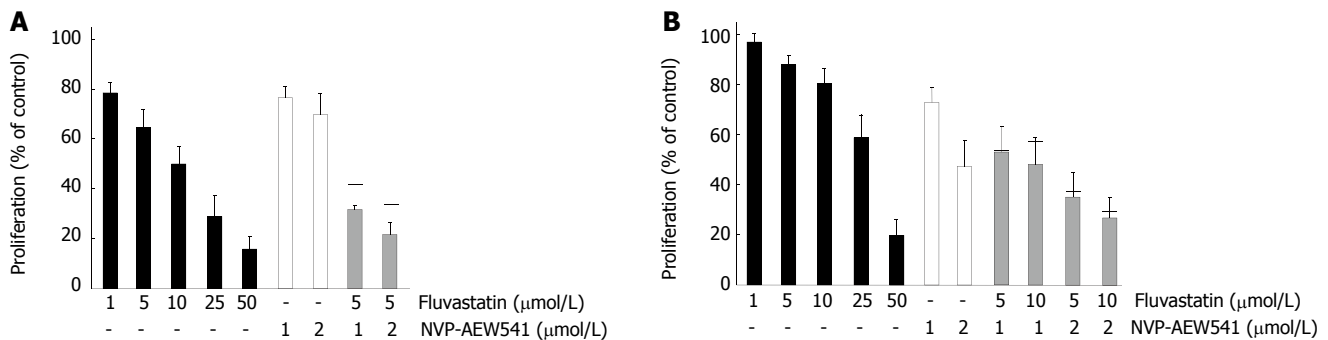 A
Proliferation (% of control)
100
80
60
40
20
0
1 5 10 25 50 - - 5 5 Fluvastatin (μmol/L)
- - - - - 1 2 1 2 NVP-AEW541 (μmol/L)
B
Proliferation (% of control)
100
80
60
40
20
0
1 5 10 25 50 - - 5 10 5 10 Fluvastatin (μmol/L)
- - - - - 1 2 1 1 2 2 NVP-AEW541 (μmol/L)